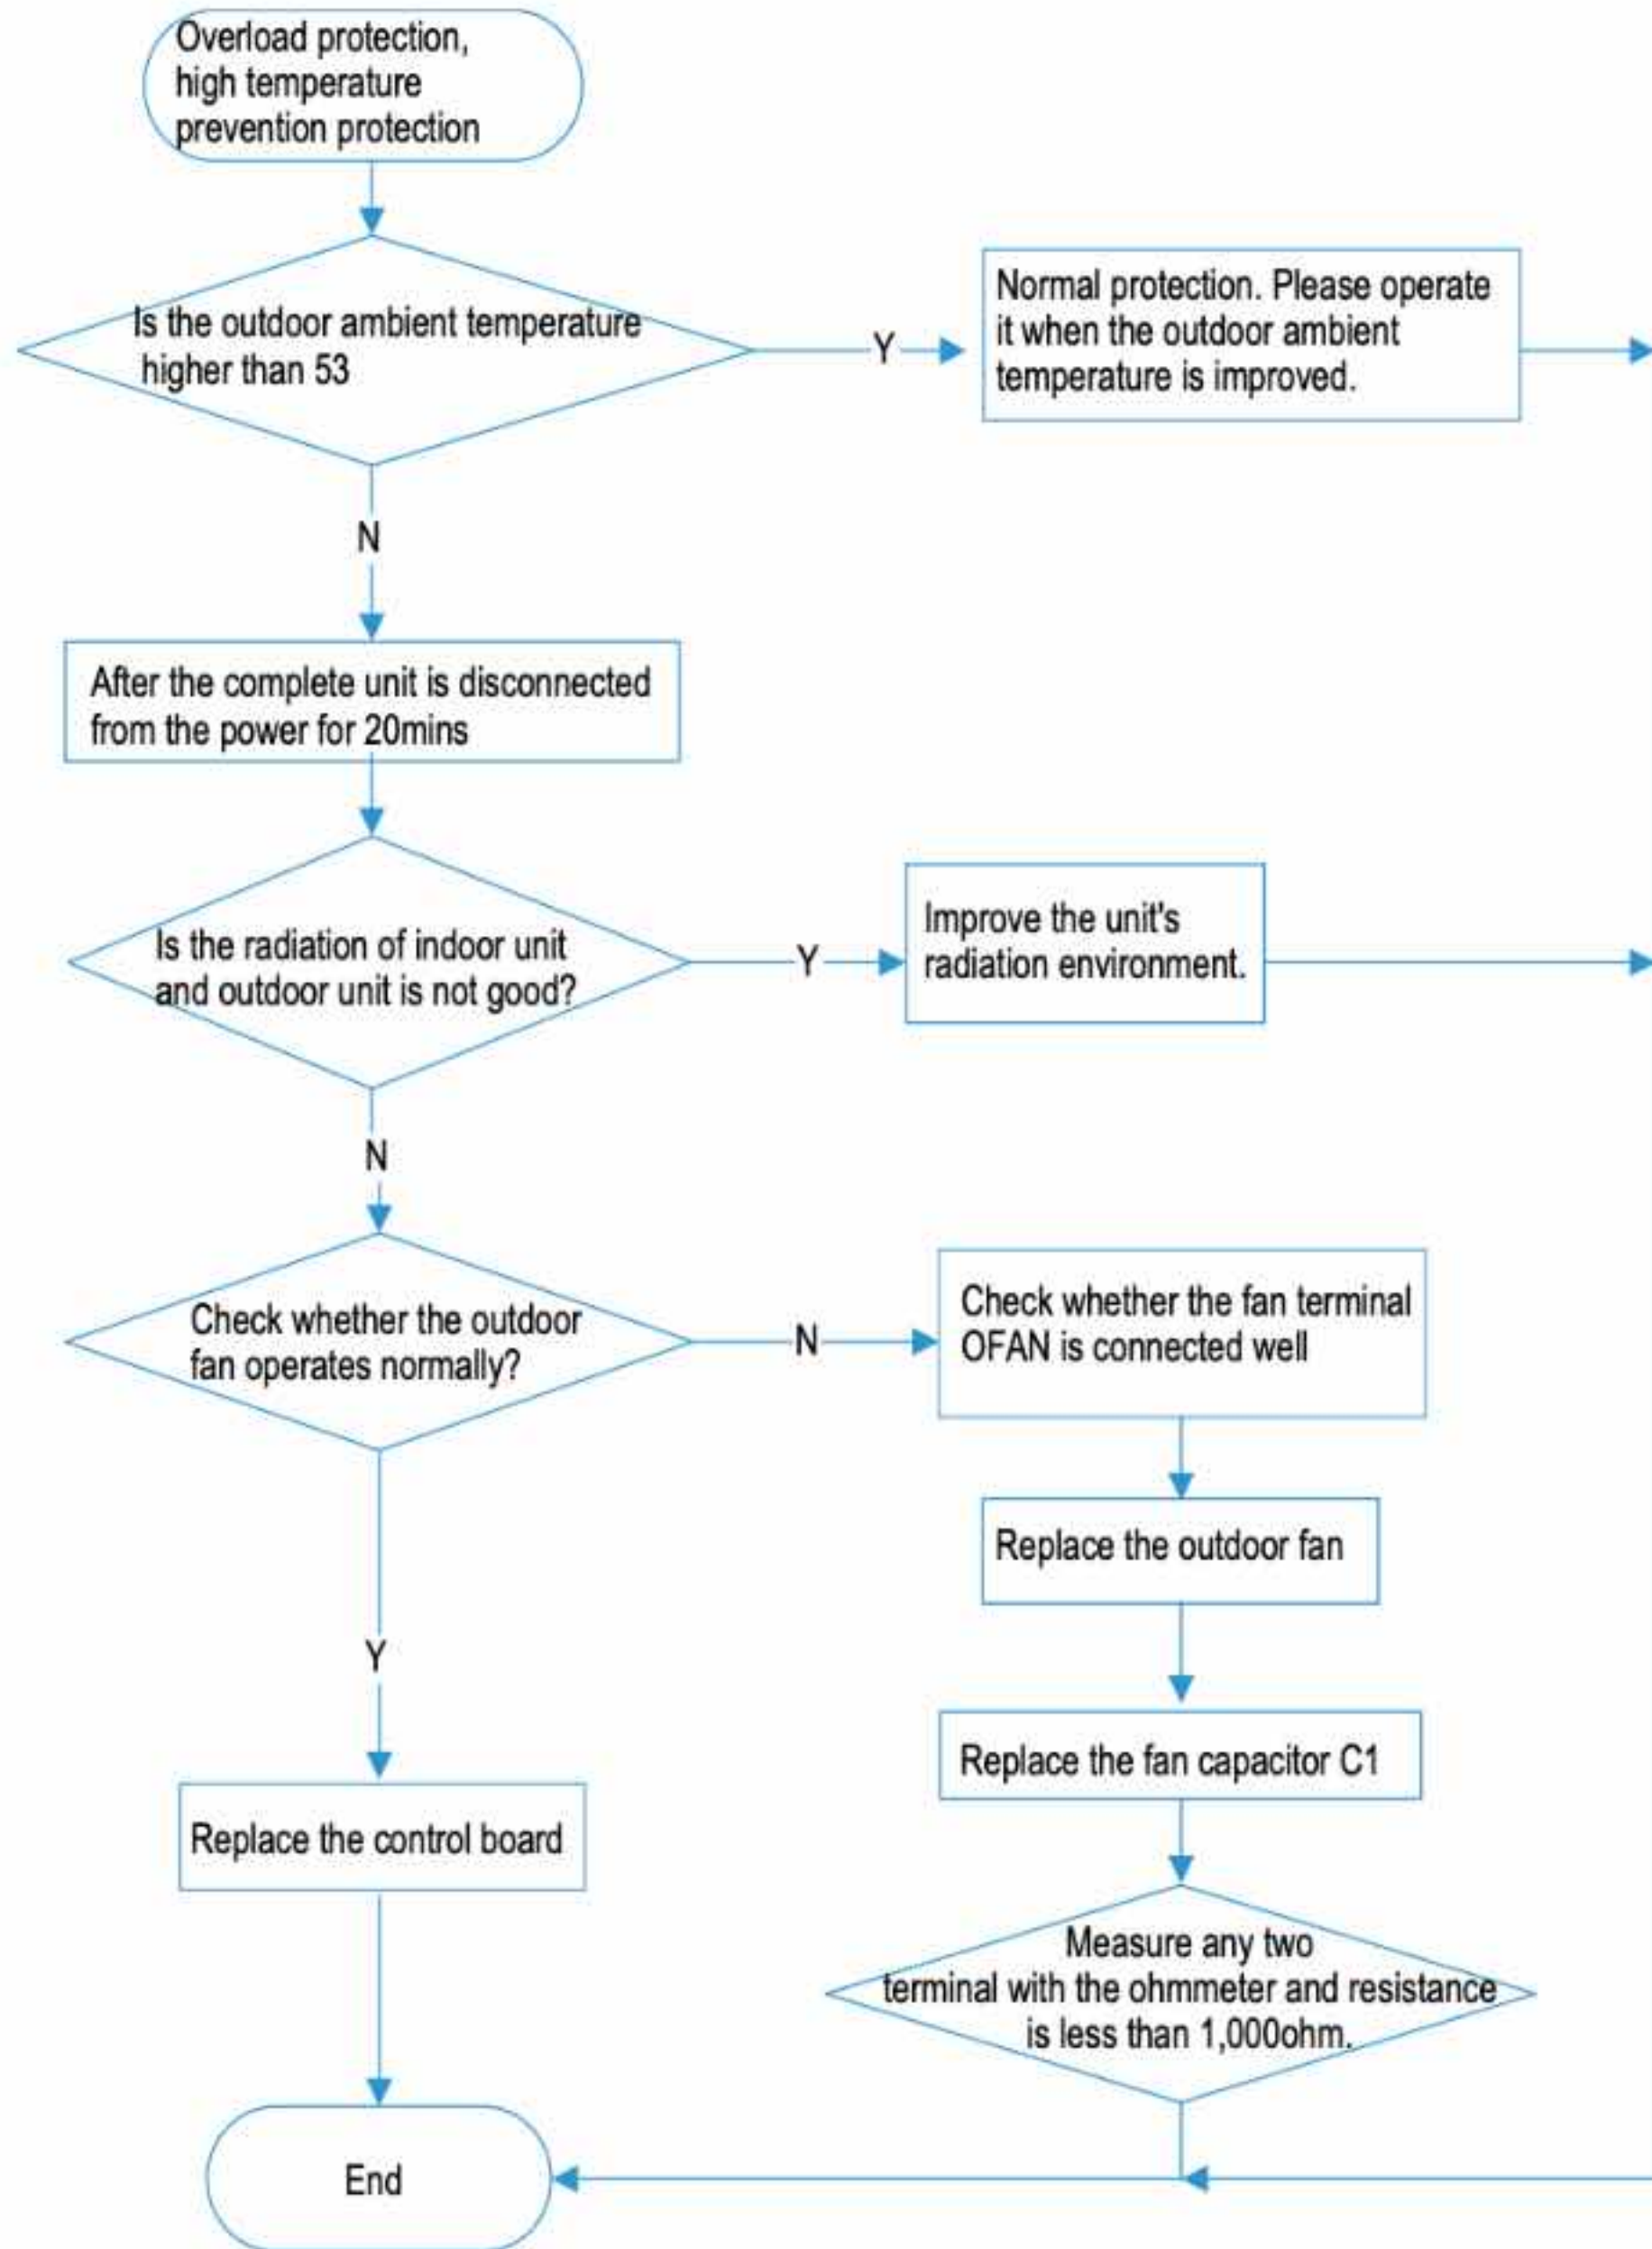 Overload protection,
high temperature
prevention protection
Is the outdoor ambient temperature
higher than 53
Y
Normal protection. Please operate
it when the outdoor ambient
temperature is improved.
N
After the complete unit is disconnected
from the power for 20mins
Is the radiation of indoor unit
and outdoor unit is not good?
Y
Improve the unit's
radiation environment.
N
Check whether the outdoor
fan operates normally?
N
Check whether the fan terminal
OFAN is connected well
Replace the outdoor fan
Y
Replace the fan capacitor C1
Replace the control board
Measure any two
terminal with the ohmmeter and resistance
is less than 1,000ohm.
End